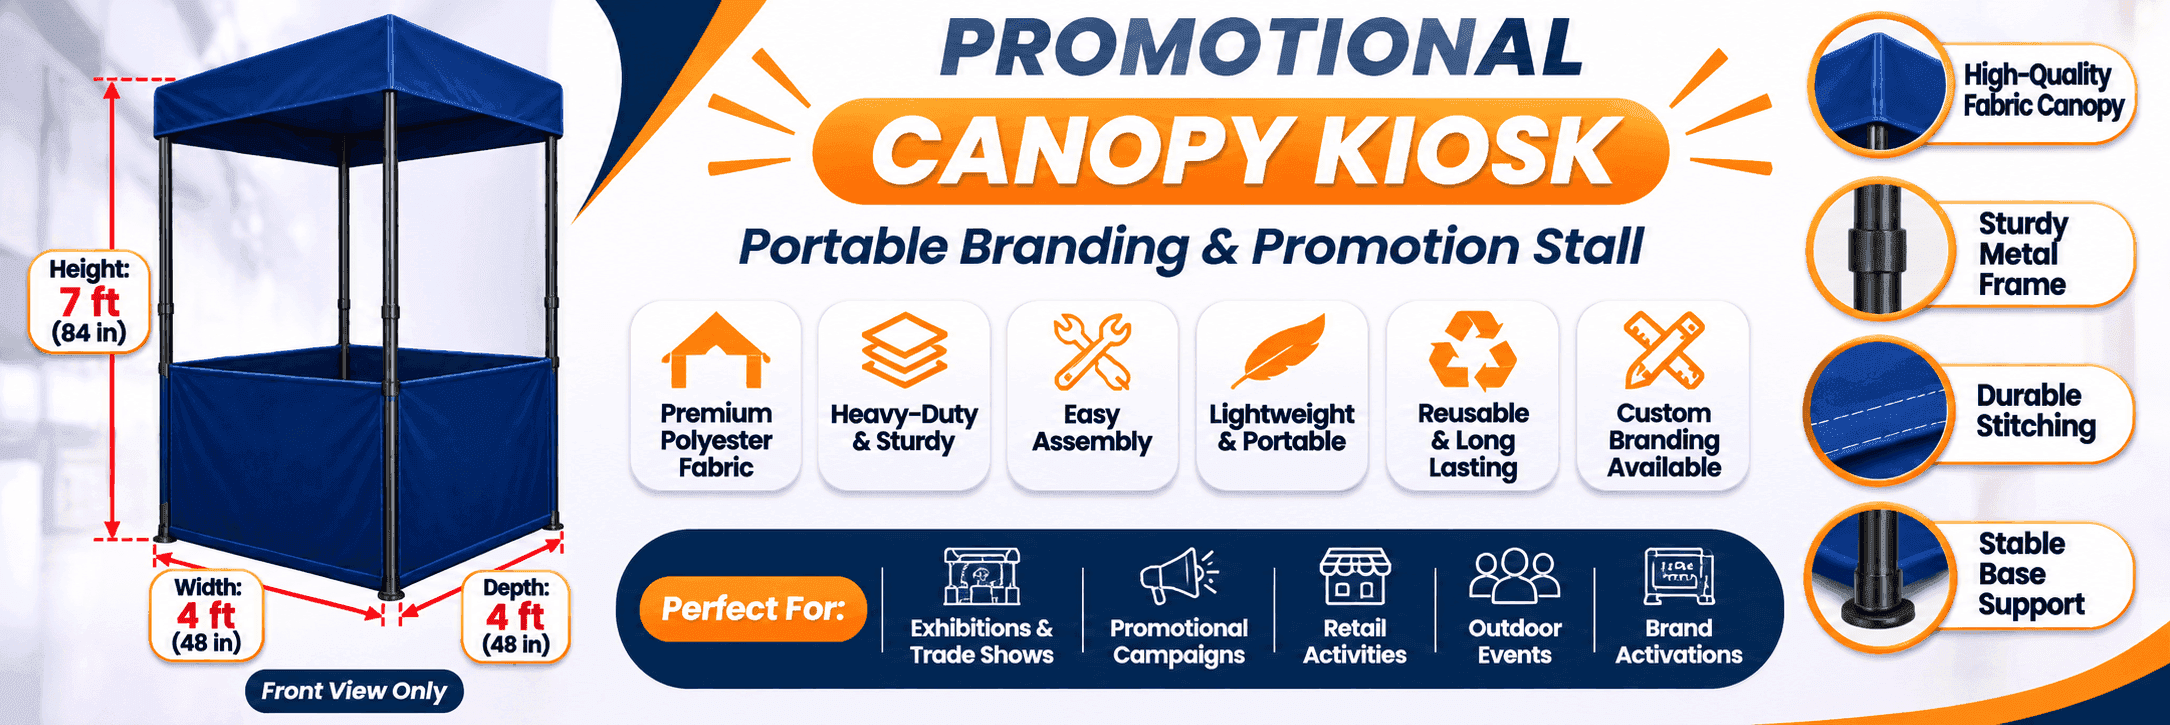 PROMOTIONAL
CANOPY KIOSK
Portable Branding & Promotion Stall
Height:
7 ft
(84 in)
Width:
4 ft
(48 in)
Depth:
4 ft
(48 in)
Front View Only
Premium
Polyester
Fabric
Heavy-Duty
& Sturdy
Easy
Assembly
Lightweight
& Portable
Reusable
& Long
Lasting
Custom
Branding
Available
Perfect For:
Exhibitions &
Trade Shows
Promotional
Campaigns
Retail
Activities
Outdoor
Events
Brand
Activations
High-Quality
Fabric Canopy
Sturdy
Metal
Frame
Durable
Stitching
Stable
Base
Support